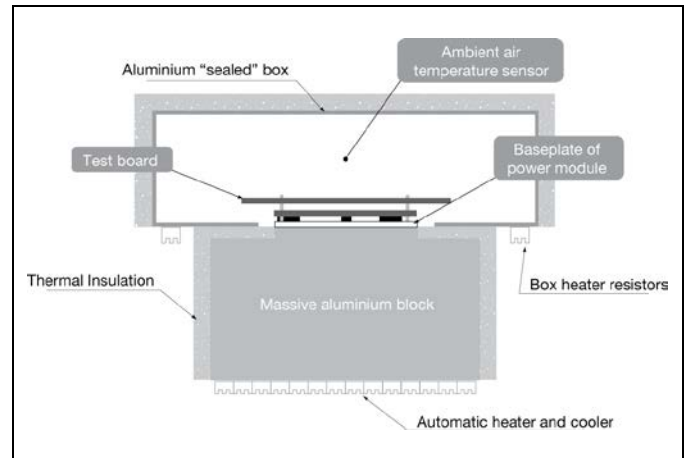 Ambient air
temperature sensor
Aluminium “sealed” box
Test board
Baseplate of
power module
Thermal Insulation
Massive aluminium block
Box heater resistors
Automatic heater and cooler